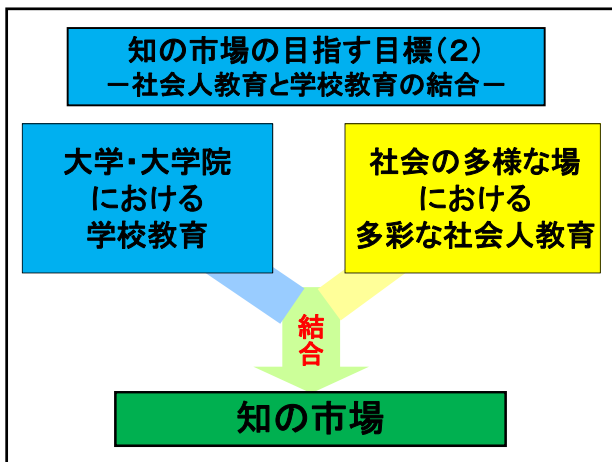 知の市場の目指す目標(2)
－社会人教育と学校教育の結合－
大学・大学院
における
学校教育
社会の多様な場
における
多彩な社会人教育
結合
知の市場